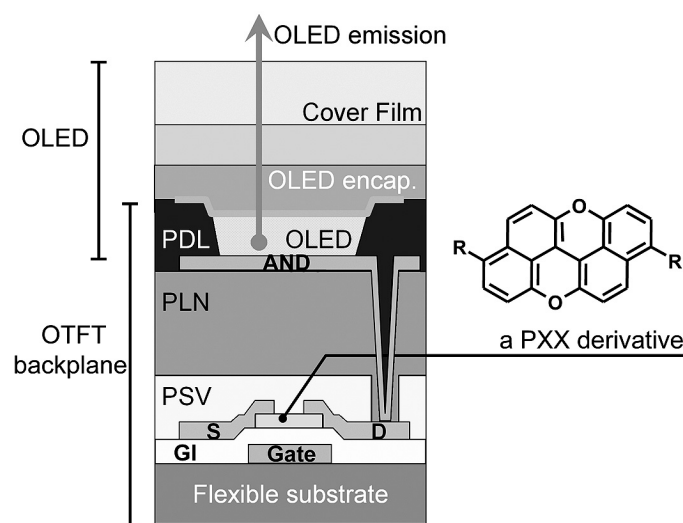 OLED emission
Cover Film
OLED
OLED encap.
PDL
OLED
AND
PLN
OTFT
backplane
PSV
S
D
GI
Gate
Flexible substrate
O
R
R
O
a PXX derivative